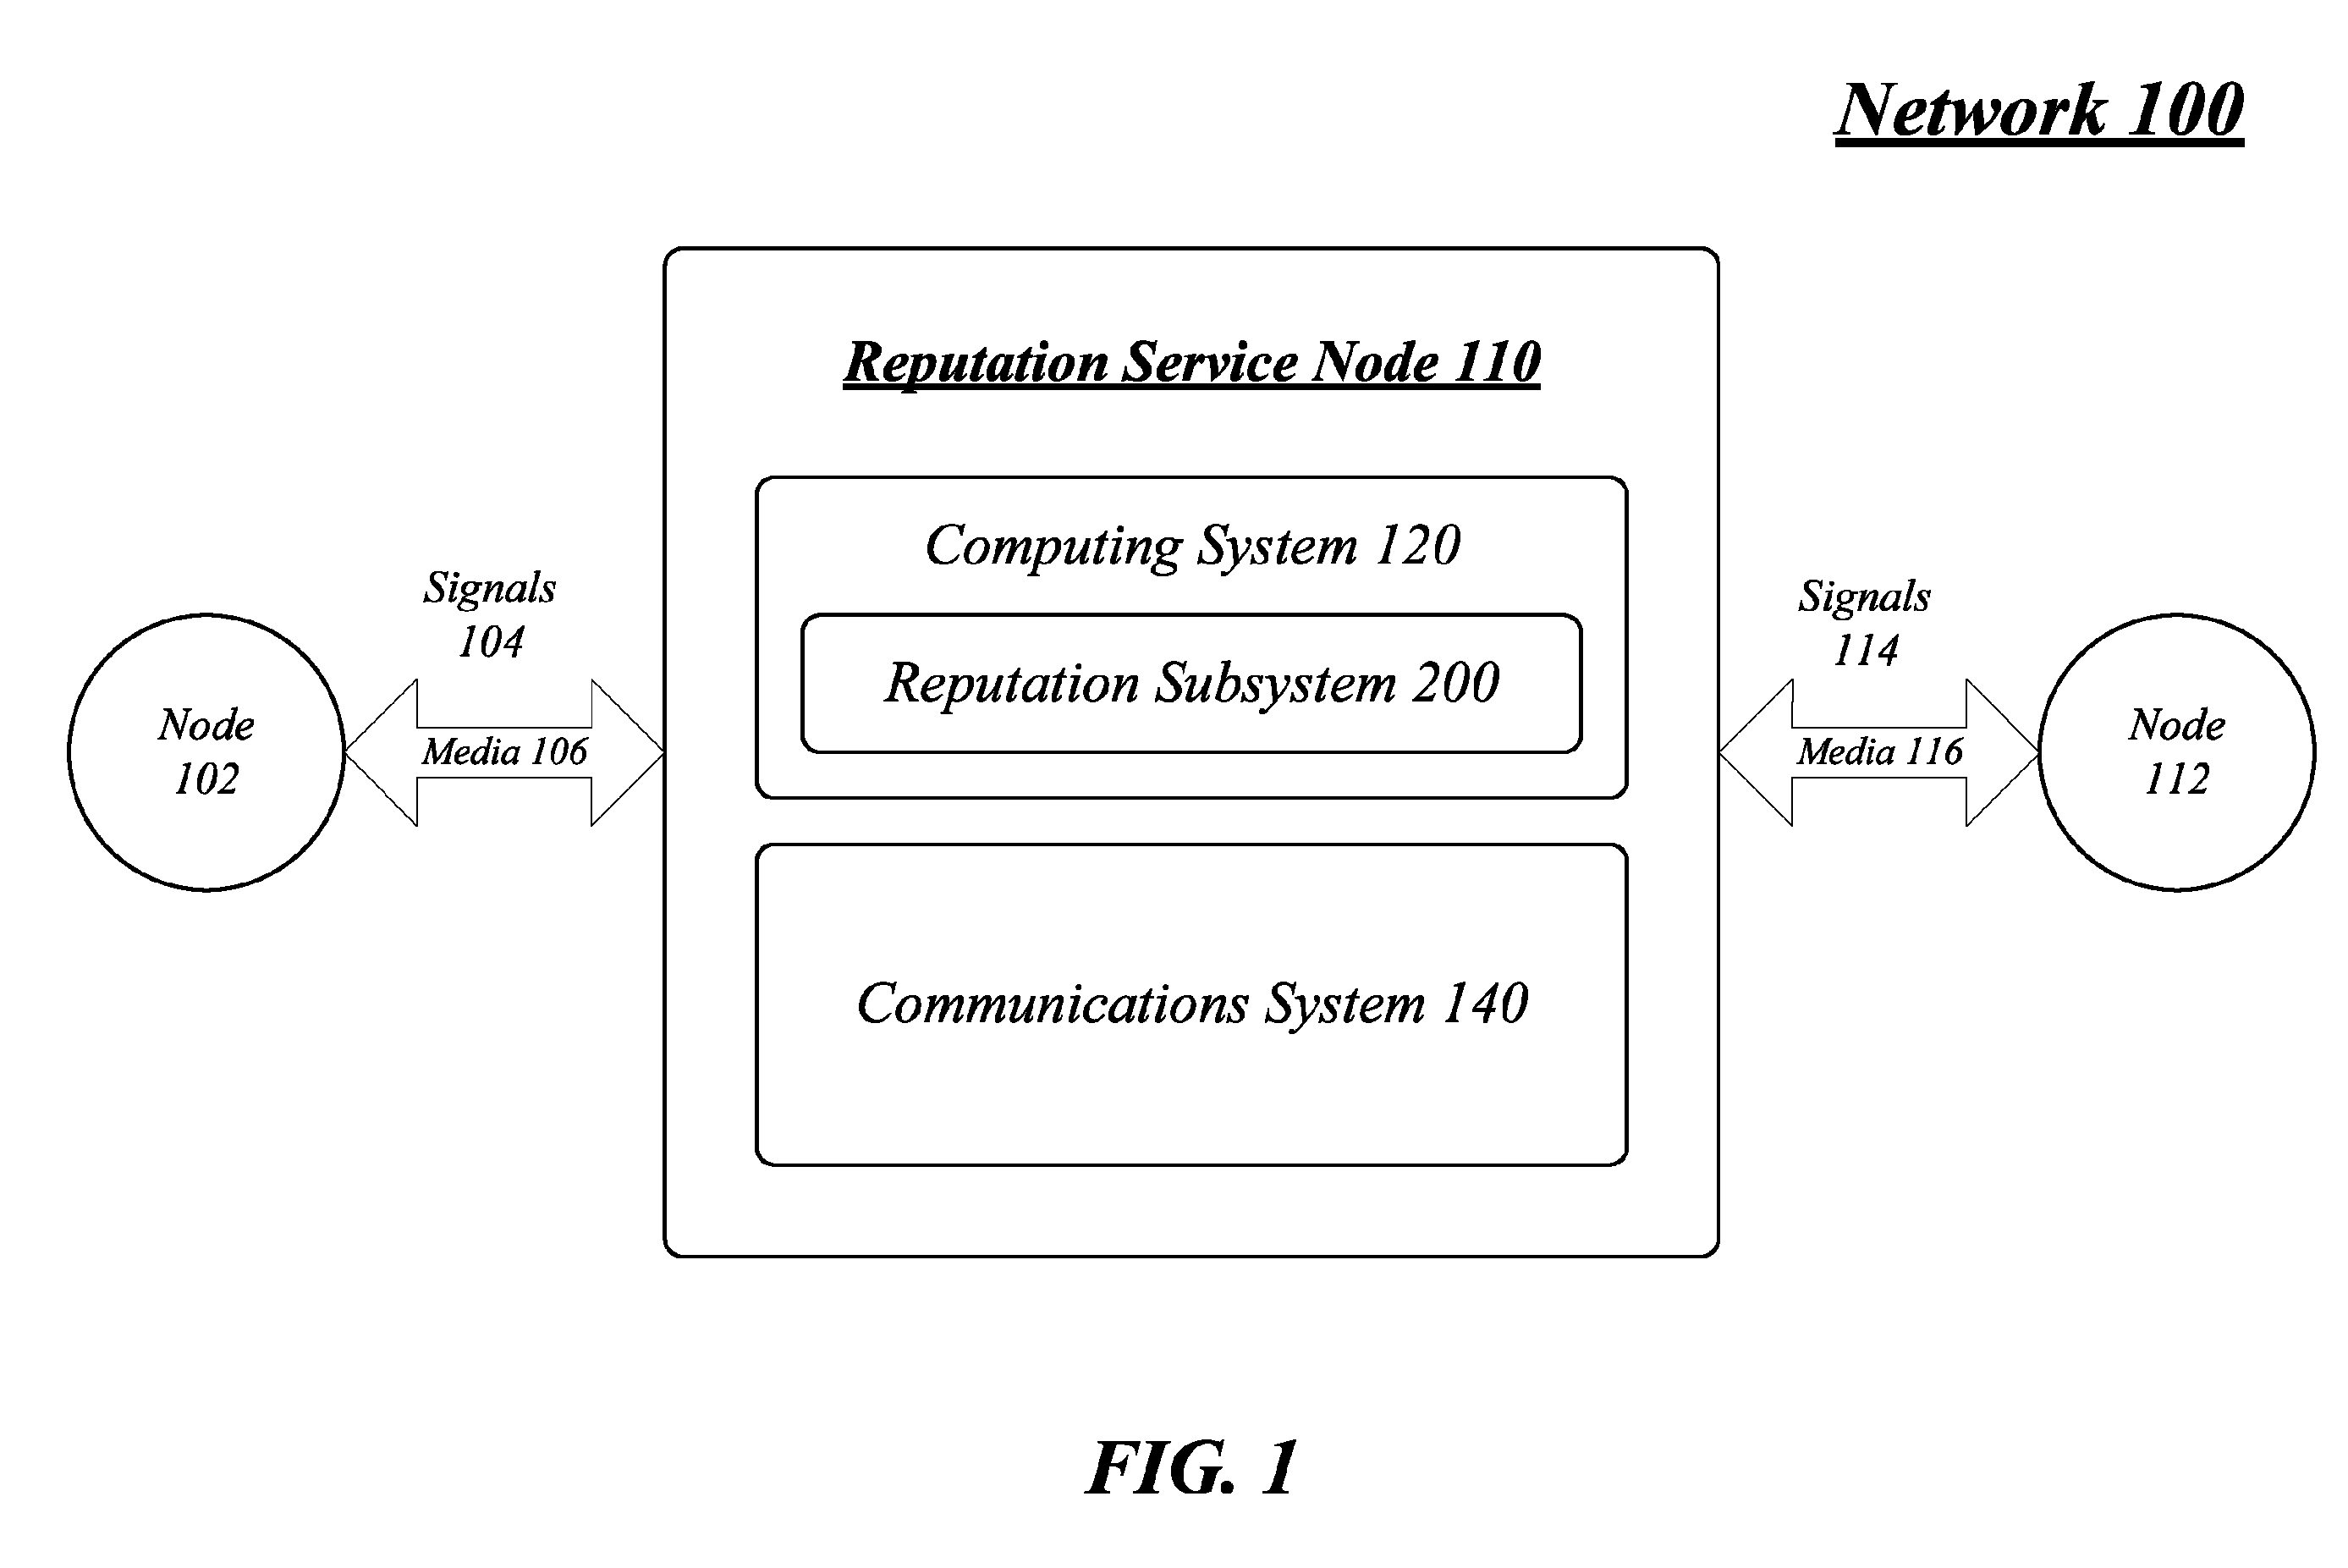 Network 100
Reputation Service Node 110
Computing System 120
Reputation Subsystem 200
Communications System 140
Signals
104
Media 106
Node
102
Signals
114
Media 116
Node
112
FIG. 1